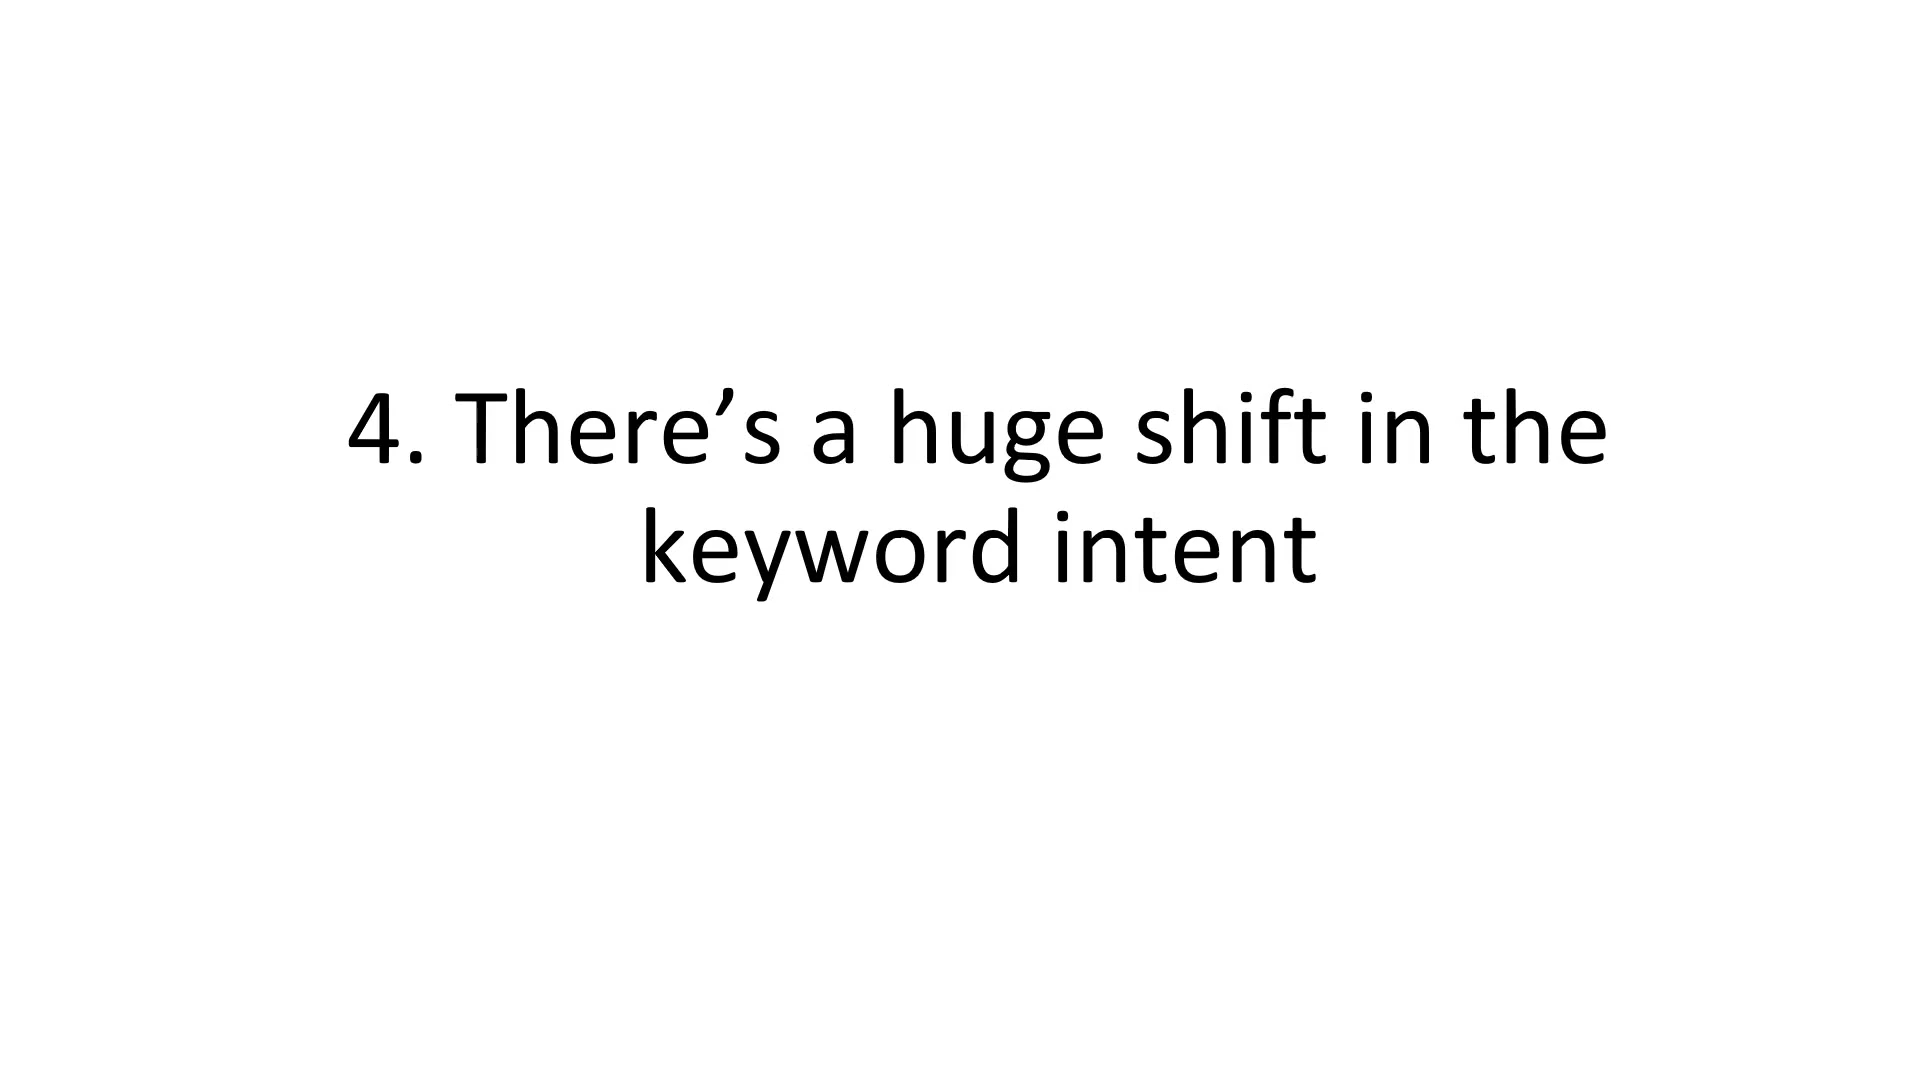 4. There’s a huge shift in the
keyword intent